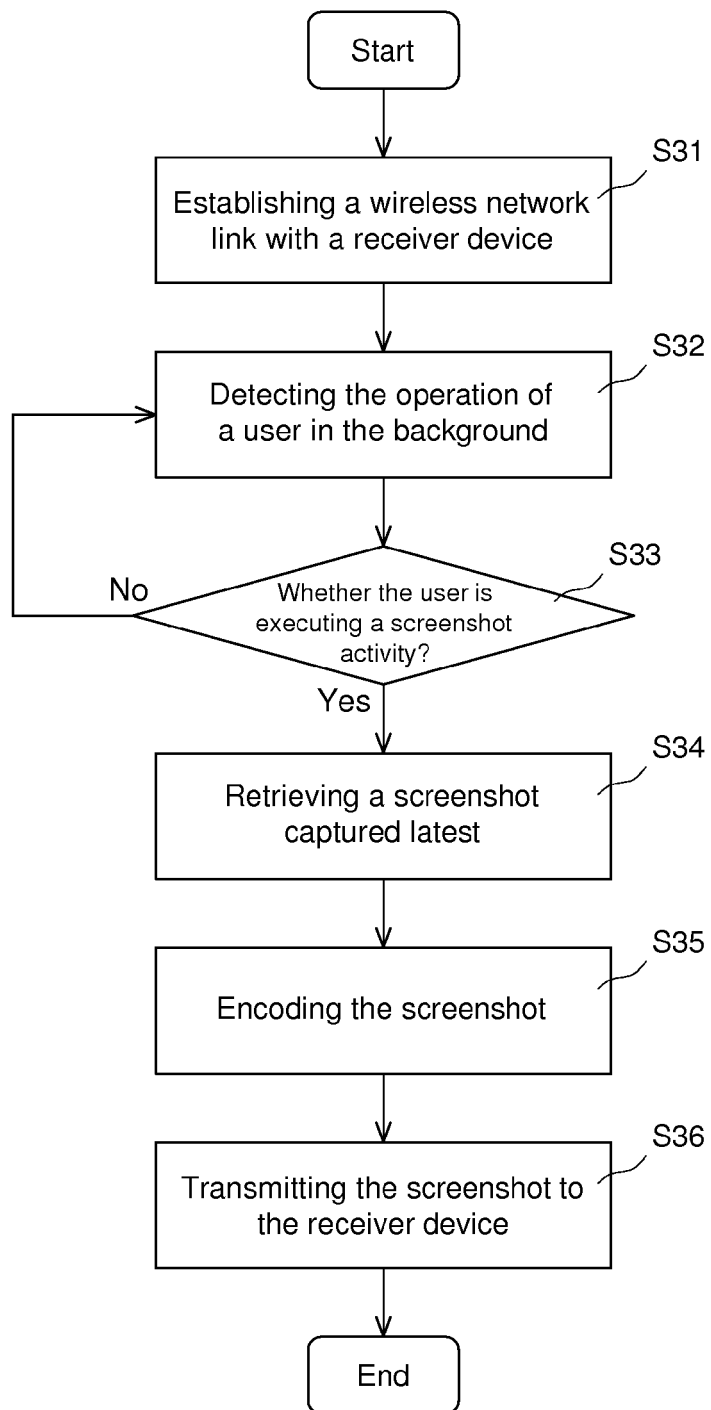 Start
S31
Establishing a wireless network
link with a receiver device
S32
Detecting the operation of
a user in the background
S33
No
Whether the user is
executing a screenshot
activity?
Yes
S34
Retrieving a screenshot
captured latest
S35
Encoding the screenshot
S36
Transmitting the screenshot to
the receiver device
End